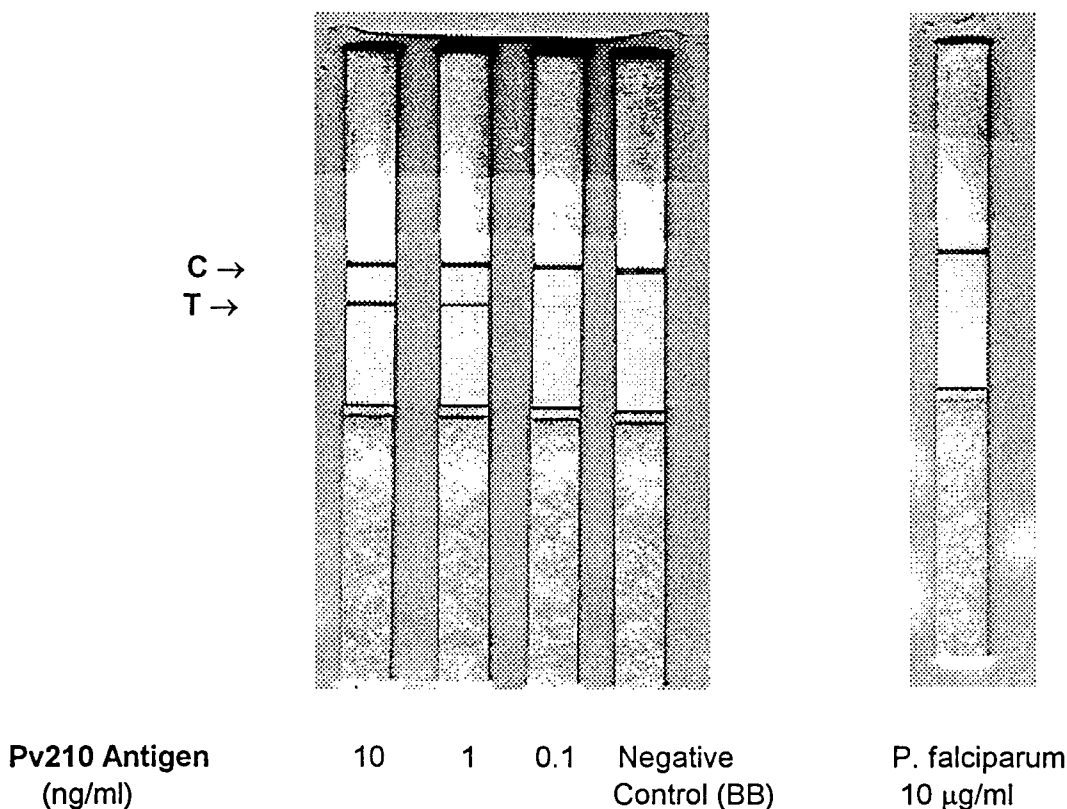 C →
T →
Pv210 Antigen 10 1 0.1 Negative P. falciparum
(ng/ml) Control (BB) 10 μg/ml